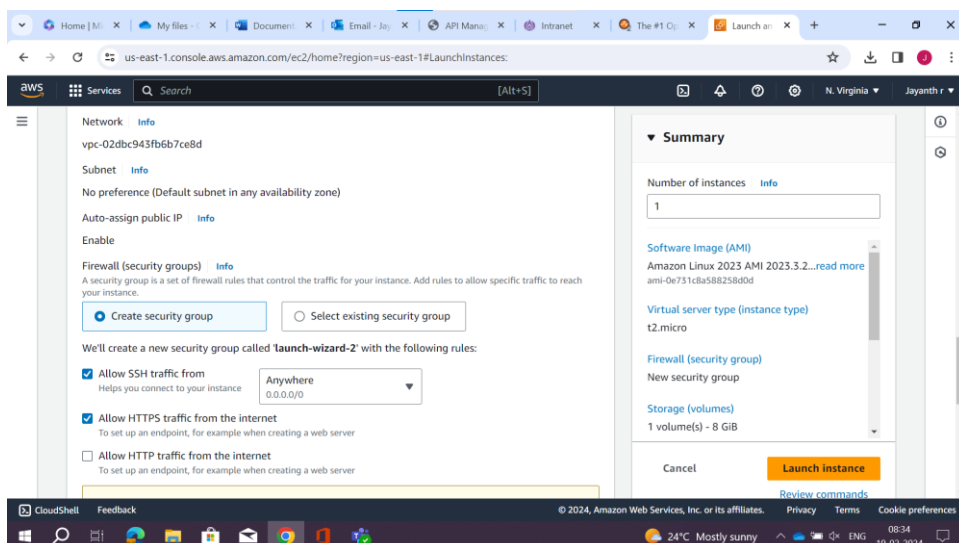 Home | Mi
My files - C
Document
Email - Jay
API Manag
Intranet
The #1 Op
Launch an
us-east-1.console.aws.amazon.com/ec2/home?region=us-east-1#LaunchInstances:
aws
Services
Search
[Alt+S]
N. Virginia
Jayanth r
Network Info
vpc-02dbc943fb6b7ce8d
Subnet Info
No preference (Default subnet in any availability zone)
Auto-assign public IP Info
Enable
Firewall (security groups) Info
A security group is a set of firewall rules that control the traffic for your instance. Add rules to allow specific traffic to reach
your instance.
Create security group
Select existing security group
We'll create a new security group called 'launch-wizard-2' with the following rules:
Allow SSH traffic from
Helps you connect to your instance
Anywhere
0.0.0.0/0
Allow HTTPS traffic from the internet
To set up an endpoint, for example when creating a web server
Allow HTTP traffic from the internet
To set up an endpoint, for example when creating a web server
Summary
Number of instances Info
1
Software Image (AMI)
Amazon Linux 2023 AMI 2023.3.2...read more
ami-0e731c8a588258d0d
Virtual server type (instance type)
t2.micro
Firewall (security group)
New security group
Storage (volumes)
1 volume(s) - 8 GiB
Cancel
Launch instance
Review commands
CloudShell
Feedback
© 2024, Amazon Web Services, Inc. or its affiliates.
Privacy
Terms
Cookie preferences
24°C Mostly sunny
ENG
08:34